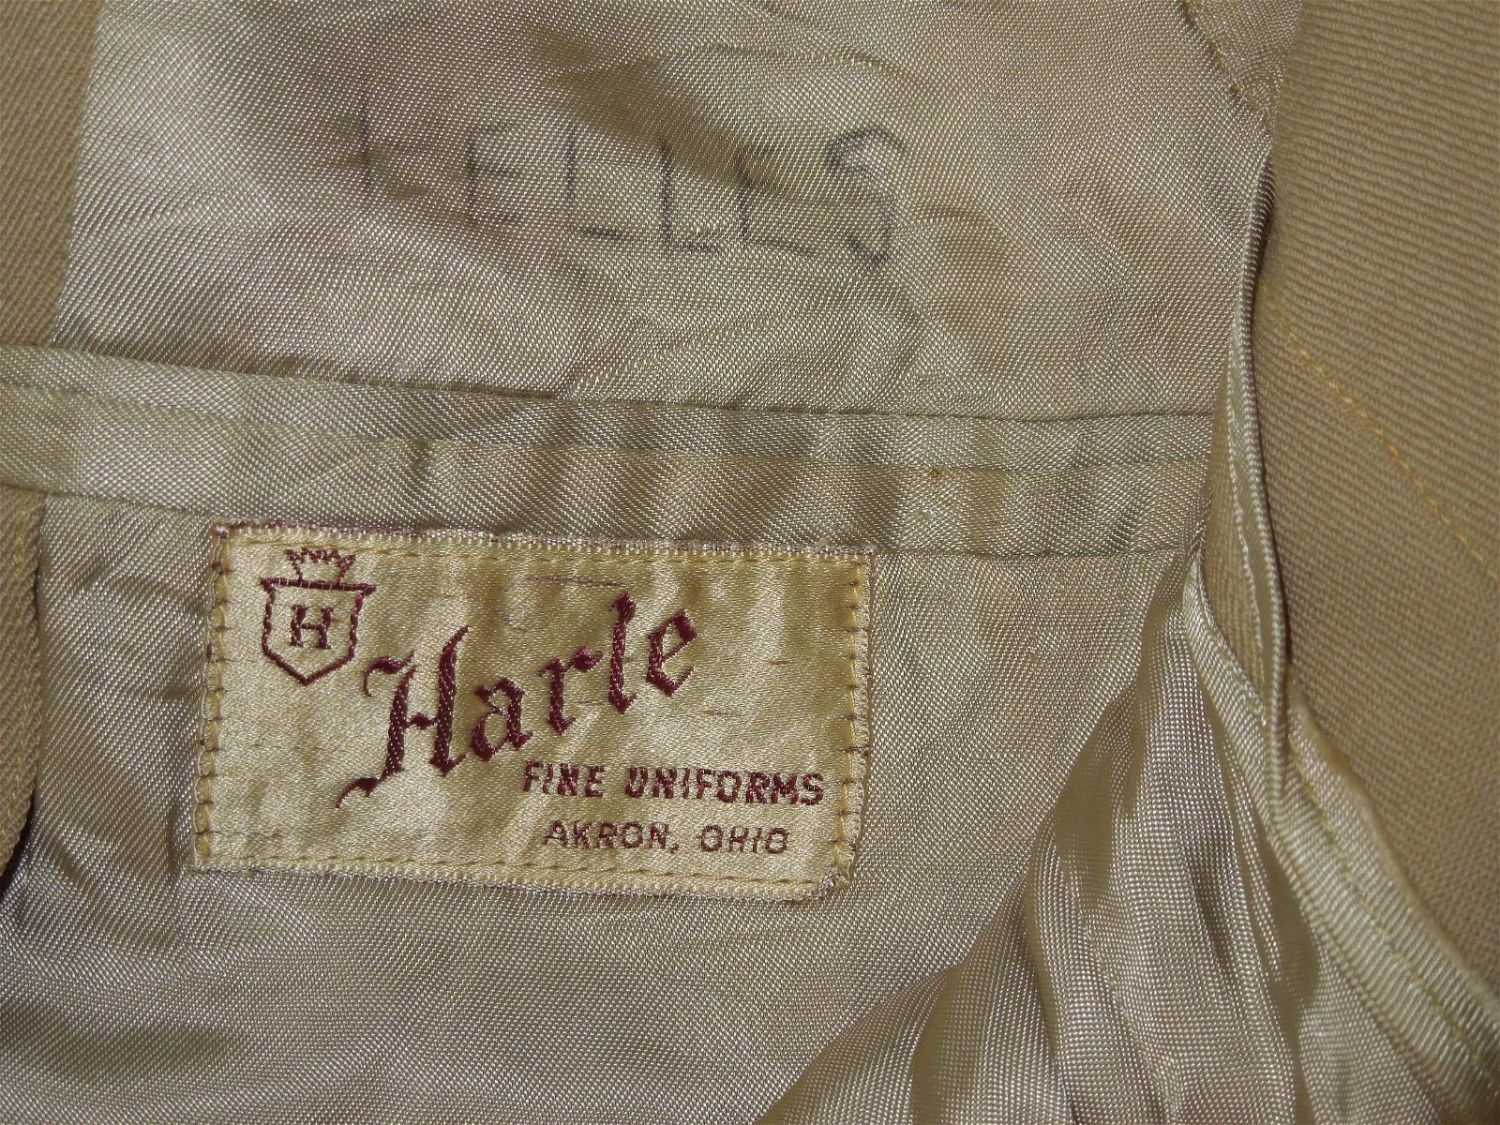 H
Harle
FINE UNIFORMS
AKRON, OHIO